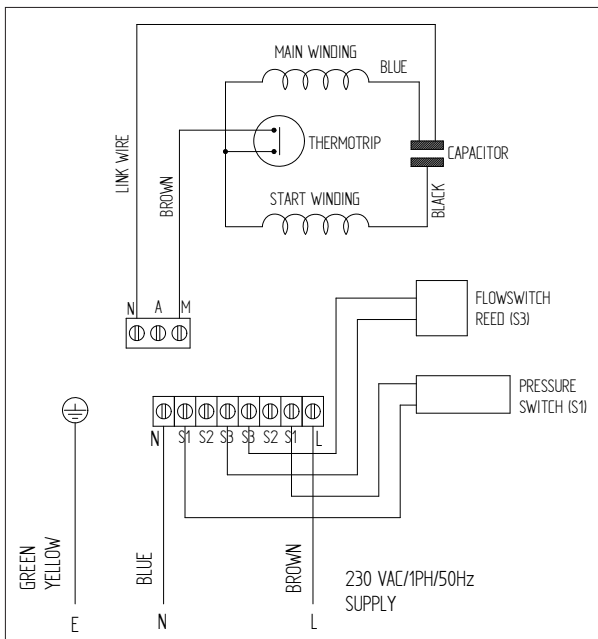 MAIN WINDING
BLUE
THERMOTRIP
CAPACITOR
LINK WIRE
BROWN
START WINDING
BLACK
N A M
FLOWSWITCH
REED (S3)
PRESSURE
SWITCH (S1)
N S1 S2 S3 S3 S2 S1 L
GREEN
YELLOW
BLUE
BROWN
230 VAC/1PH/50Hz
SUPPLY
E
N
L